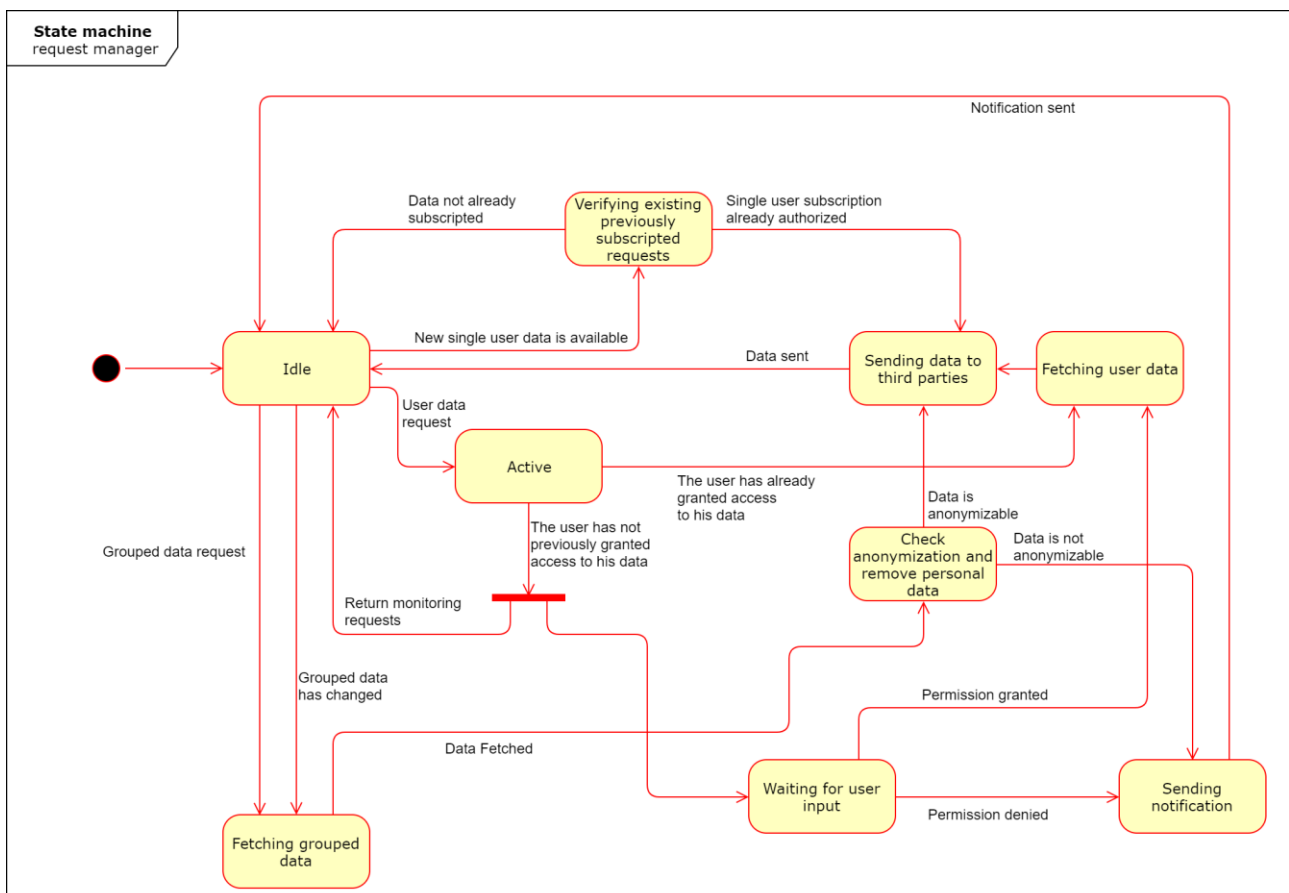 State machine
request manager
Notification sent
Data not already
subscripted
Verifying existing
previously
subscripted
requests
Single user subscription
already authorized
New single user data is available
Idle
Data sent
Sending data to
third parties
Fetching user data
User data
request
Active
The user has already
granted access
to his data
Data is
anonymizable
The user has not
previously granted
access to his data
Check
anonymization and
remove personal
data
Data is not
anonymizable
Grouped data request
Return monitoring
requests
Grouped data
has changed
Permission granted
Data Fetched
Waiting for user
input
Permission denied
Sending
notification
Fetching grouped
data